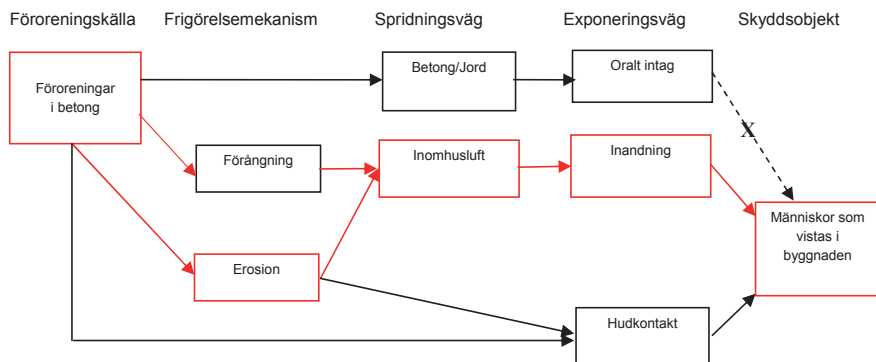 Föroreningskälla Frigörelsemekanism Spridningsväg Exponeringsväg Skyddsobjekt
Föroreningar
i betong
Betong/Jord
Oralt intag
X
Förångning
Inomhusluft
Inandning
Människor som
vistas i
byggnaden
Erosion
Hudkontakt